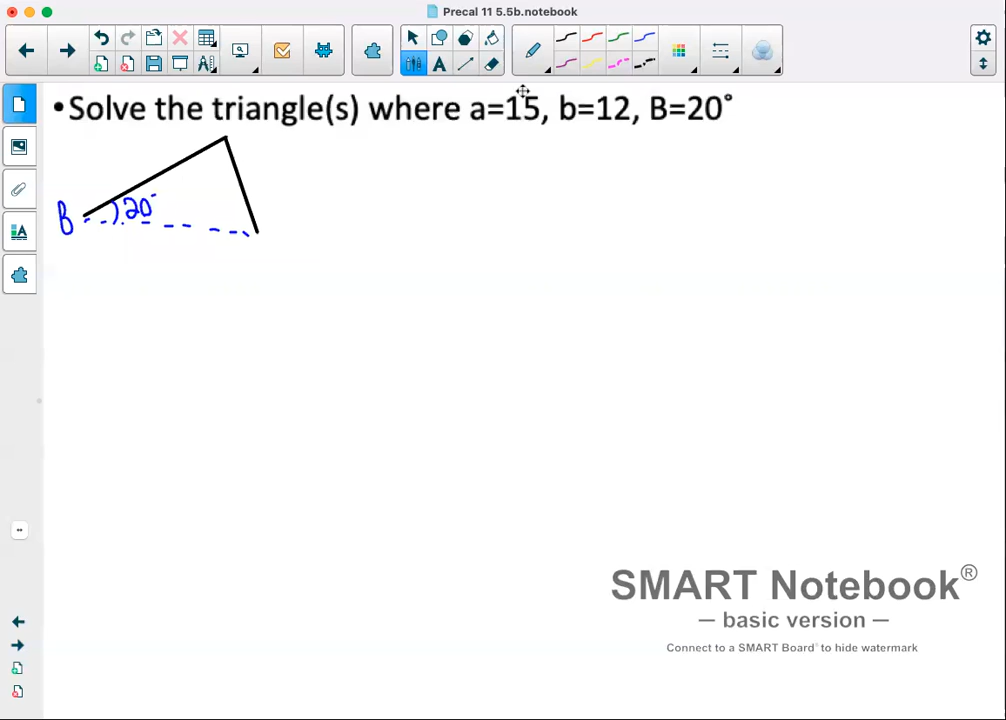 Precal 11 5.5b.notebook
•Solve the triangle(s) where a=15, b=12, B=20°
B
20°
SMART Notebook®
— basic version —
Connect to a SMART Board™ to hide watermark